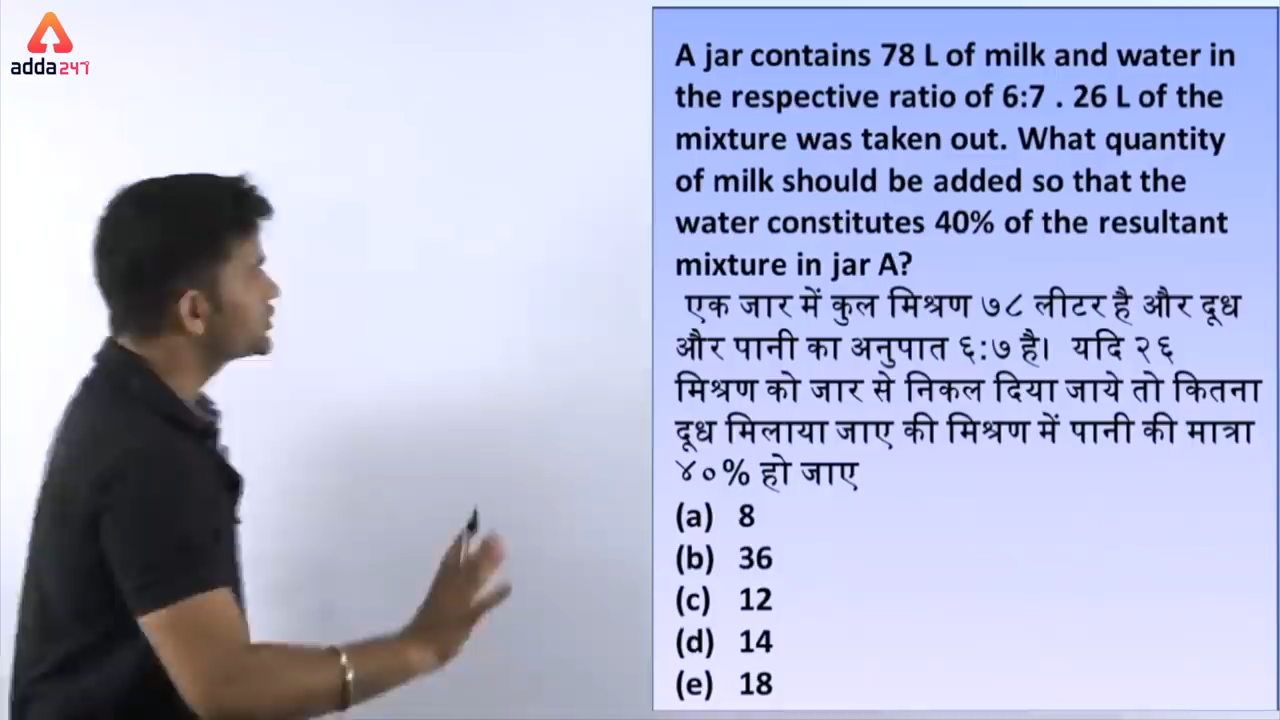 adda247
A jar contains 78 L of milk and water in
the respective ratio of 6:7 . 26 L of the
mixture was taken out. What quantity
of milk should be added so that the
water constitutes 40% of the resultant
mixture in jar A?
एक जार में कुल मिश्रण ७८ लीटर है और दूध
और पानी का अनुपात ६:७ है। यदि २६
मिश्रण को जार से निकल दिया जाये तो कितना
दूध मिलाया जाए की मिश्रण में पानी की मात्रा
४०% हो जाए
(a) 8
(b) 36
(c) 12
(d) 14
(e) 18